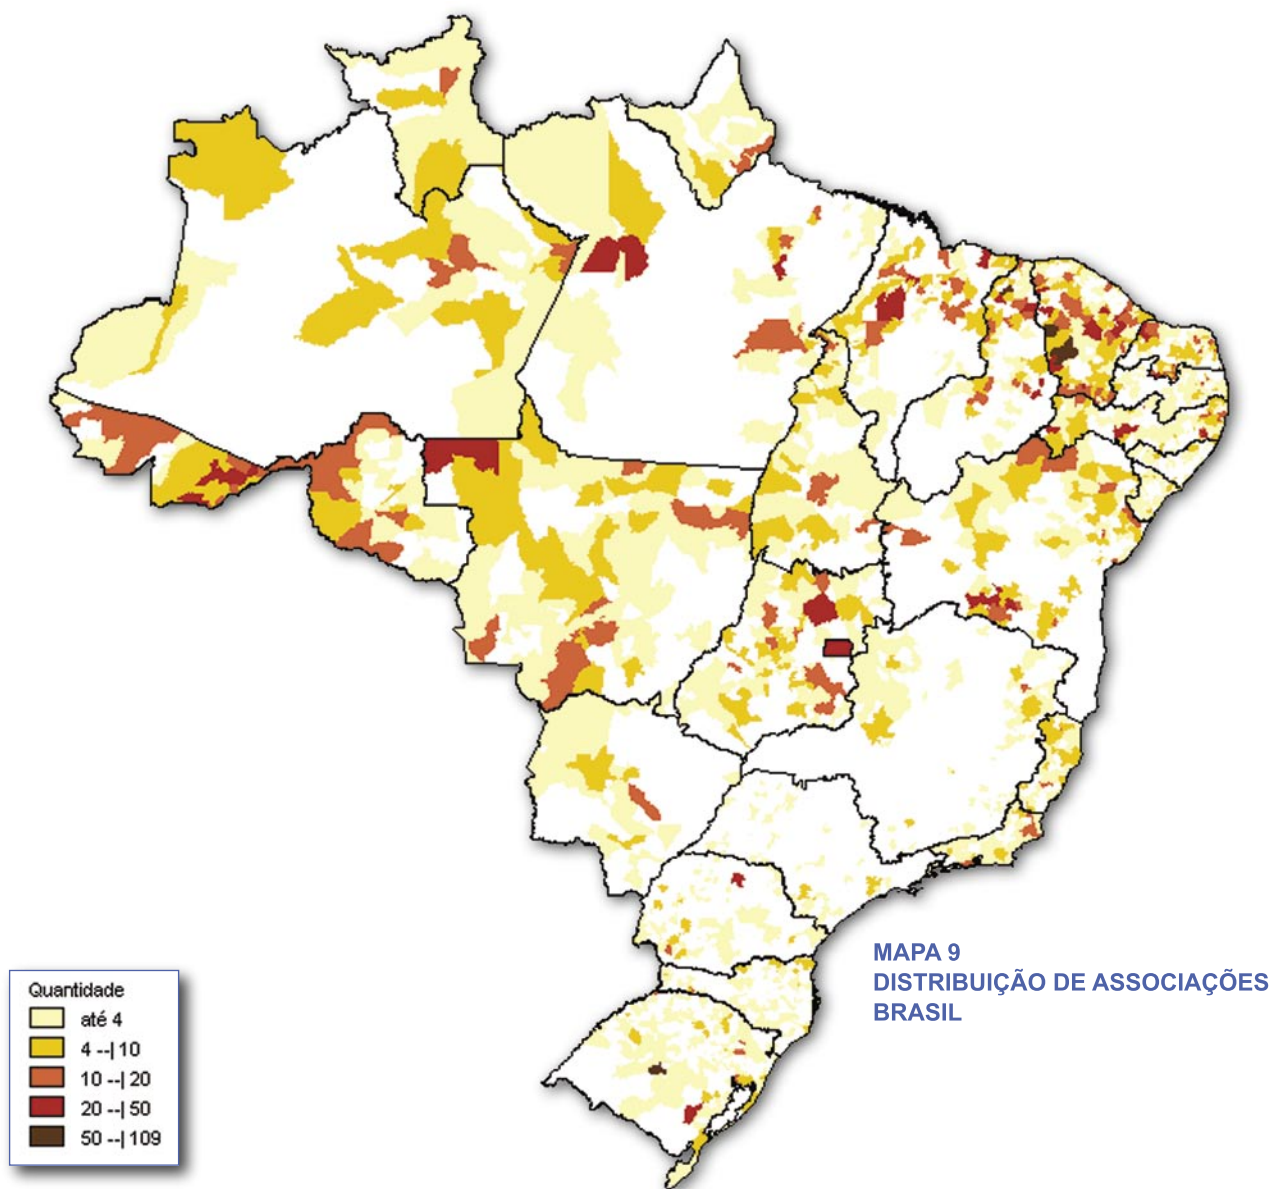 MAPA 9
DISTRIBUIÇÃO DE ASSOCIAÇÕES
BRASIL
Quantidade
até 4
4 --| 10
10 --| 20
20 --| 50
50 --| 109